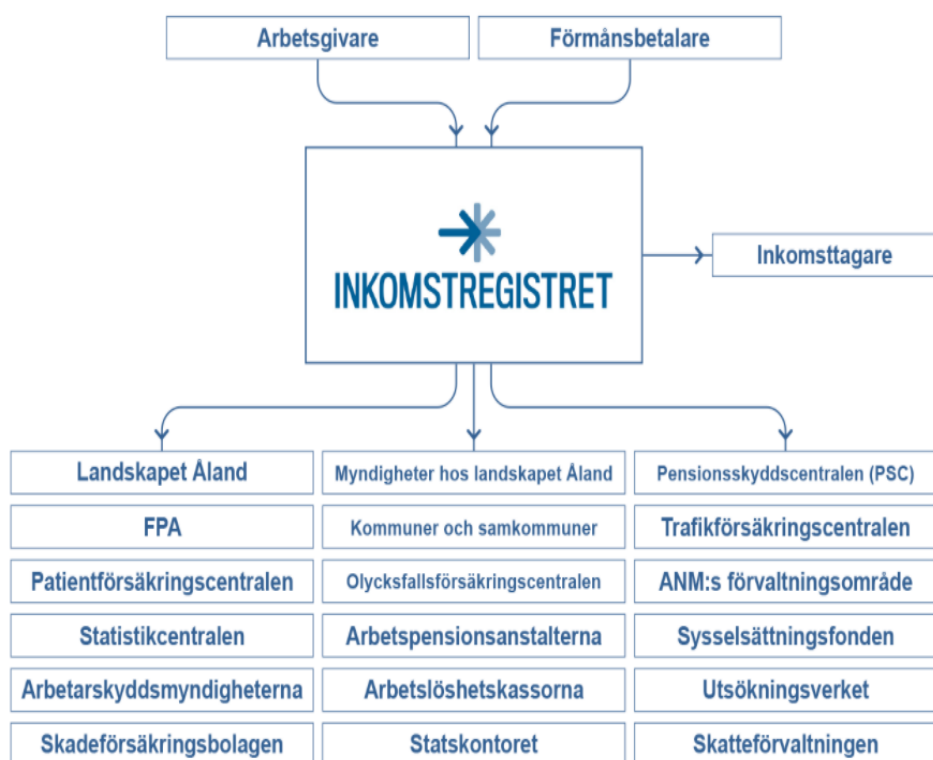 Arbetsgivare
Förmånsbetalare
INKOMSTREGISTRET
Inkomsttagare
Landskapet Åland
Myndigheter hos landskapet Åland
Pensionsskyddscentralen (PSC)
FPA
Kommuner och samkommuner
Trafikförsäkringscentralen
Patientförsäkringscentralen
Olycksfallsförsäkringscentralen
ANM:s förvaltningsområde
Statistikcentralen
Arbetspensionsanstalterna
Sysselsättningsfonden
Arbetarskyddsmyndigheterna
Arbetslöshetskassorna
Utsökningsverket
Skadeförsäkringsbolagen
Statskontoret
Skatteförvaltningen